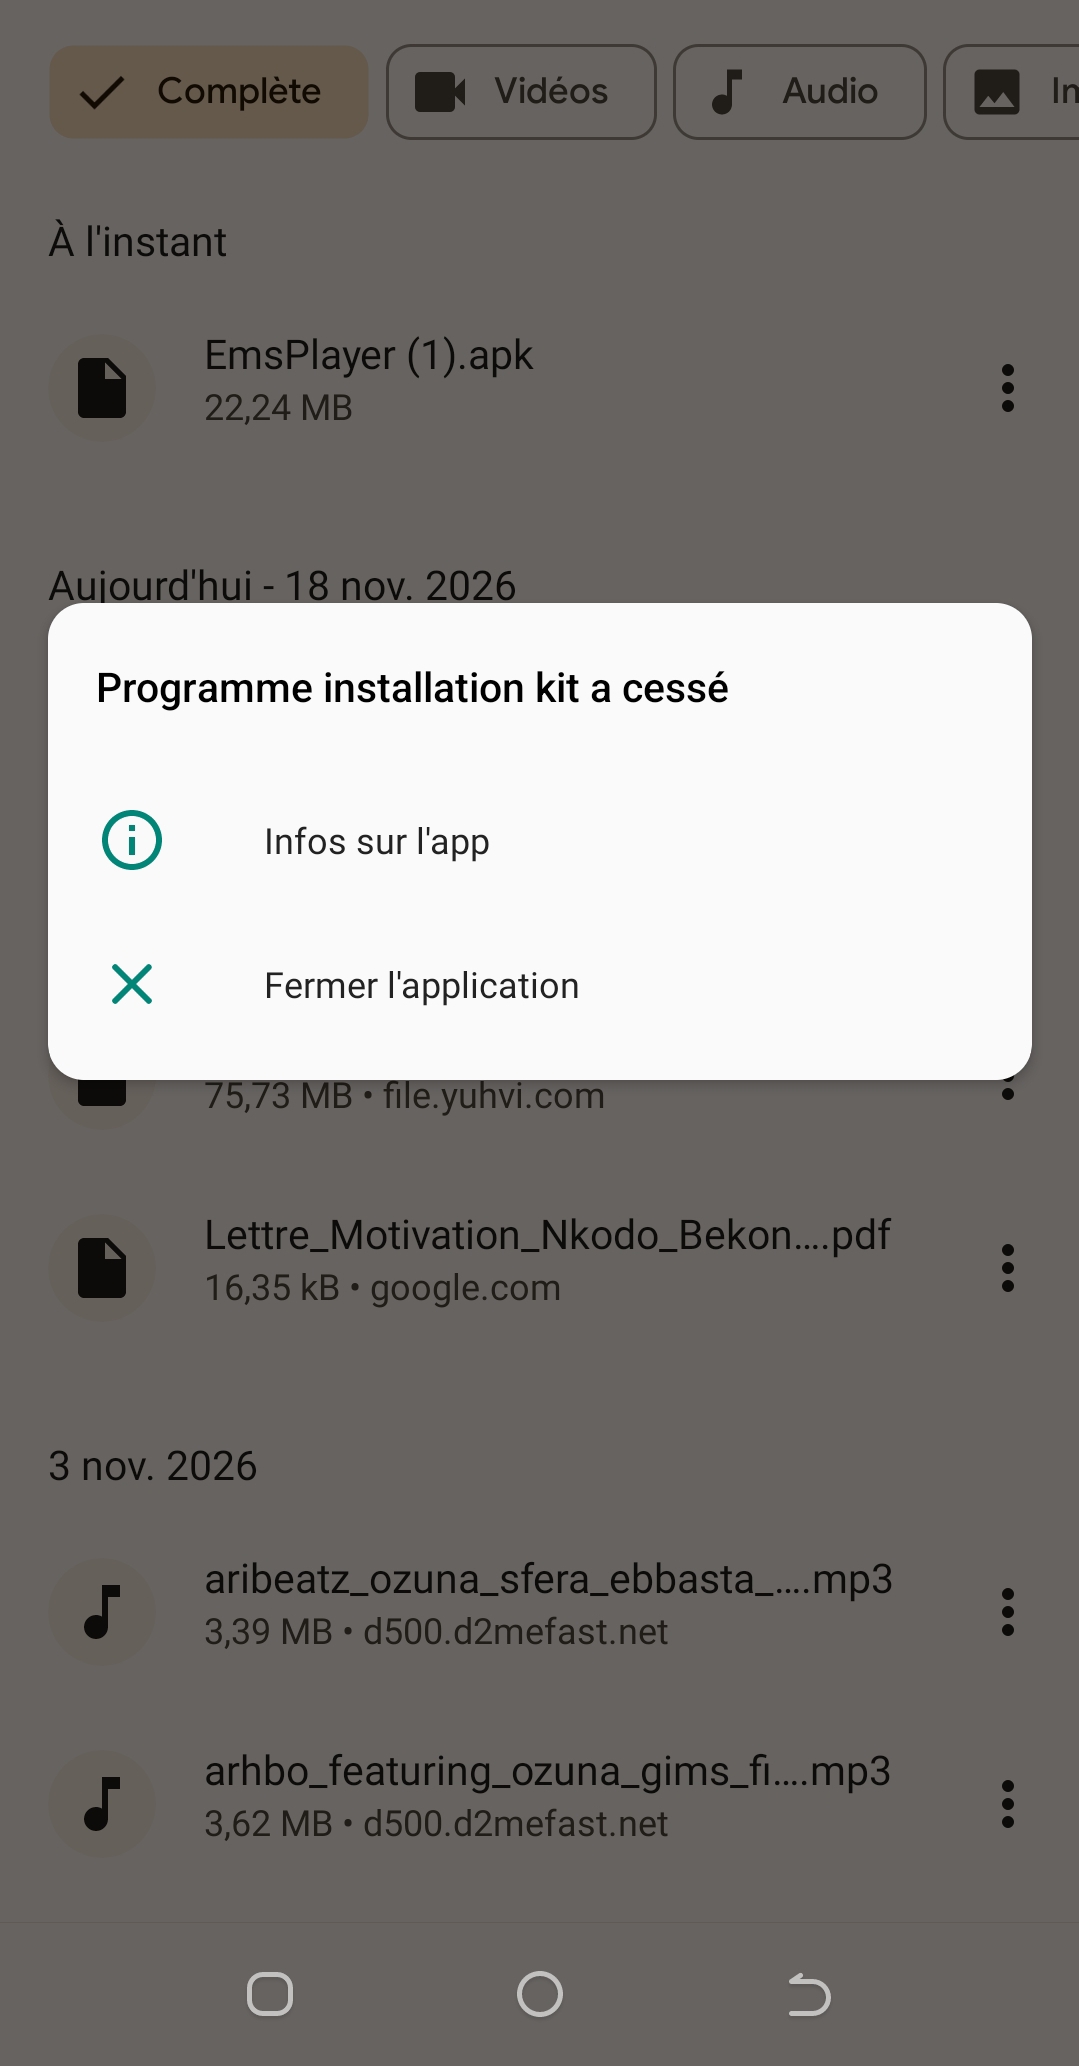 Complète
Vidéos
Audio
À l'instant
EmsPlayer (1).apk
22,24 MB
Aujourd'hui - 18 nov. 2026
Programme installation kit a cessé
Infos sur l'app
Fermer l'application
75,73 MB • file.yuhvi.com
Lettre_Motivation_Nkodo_Bekon....pdf
16,35 kB • google.com
3 nov. 2026
aribeatz_ozuna_sfera_ebbasta_....mp3
3,39 MB • d500.d2mefast.net
arhbo_featuring_ozuna_gims_fi....mp3
3,62 MB • d500.d2mefast.net